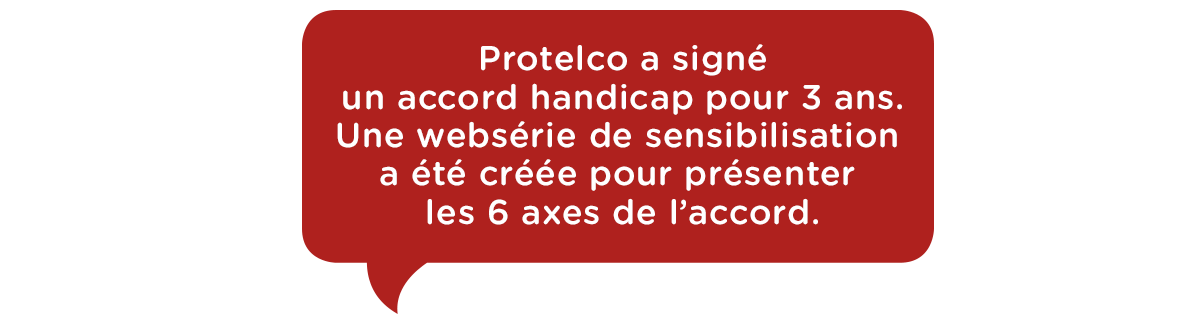 Protelco a signé
un accord handicap pour 3 ans.
Une websérie de sensibilisation
a été créée pour présenter
les 6 axes de l’accord.